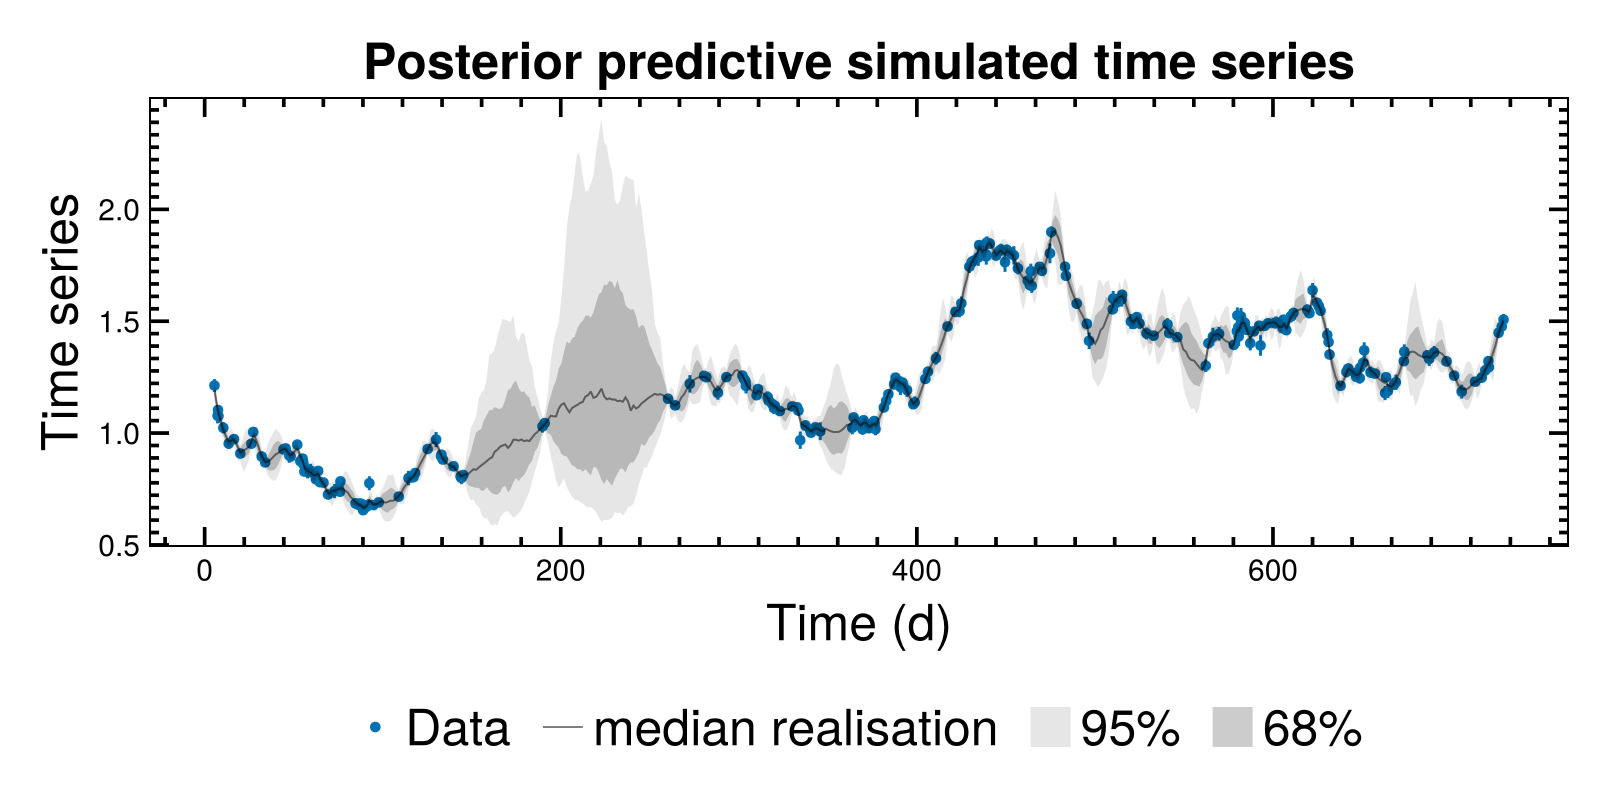 Posterior predictive simulated time series
Time series
2.0
1.5
1.0
0.5
0 200 400 600
Time (d)
Data median realisation 95% 68%